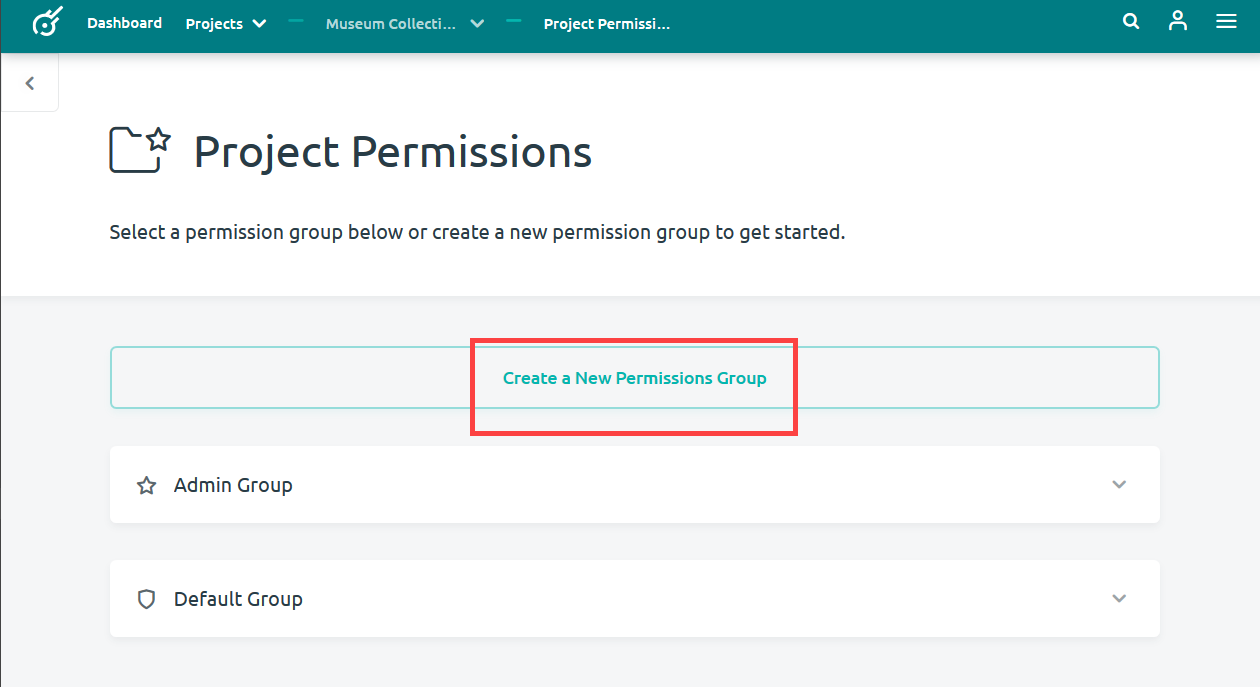 Dashboard Projects Museum Collecti... Project Permissi...
Project Permissions
Select a permission group below or create a new permission group to get started.
Create a New Permissions Group
Admin Group
Default Group